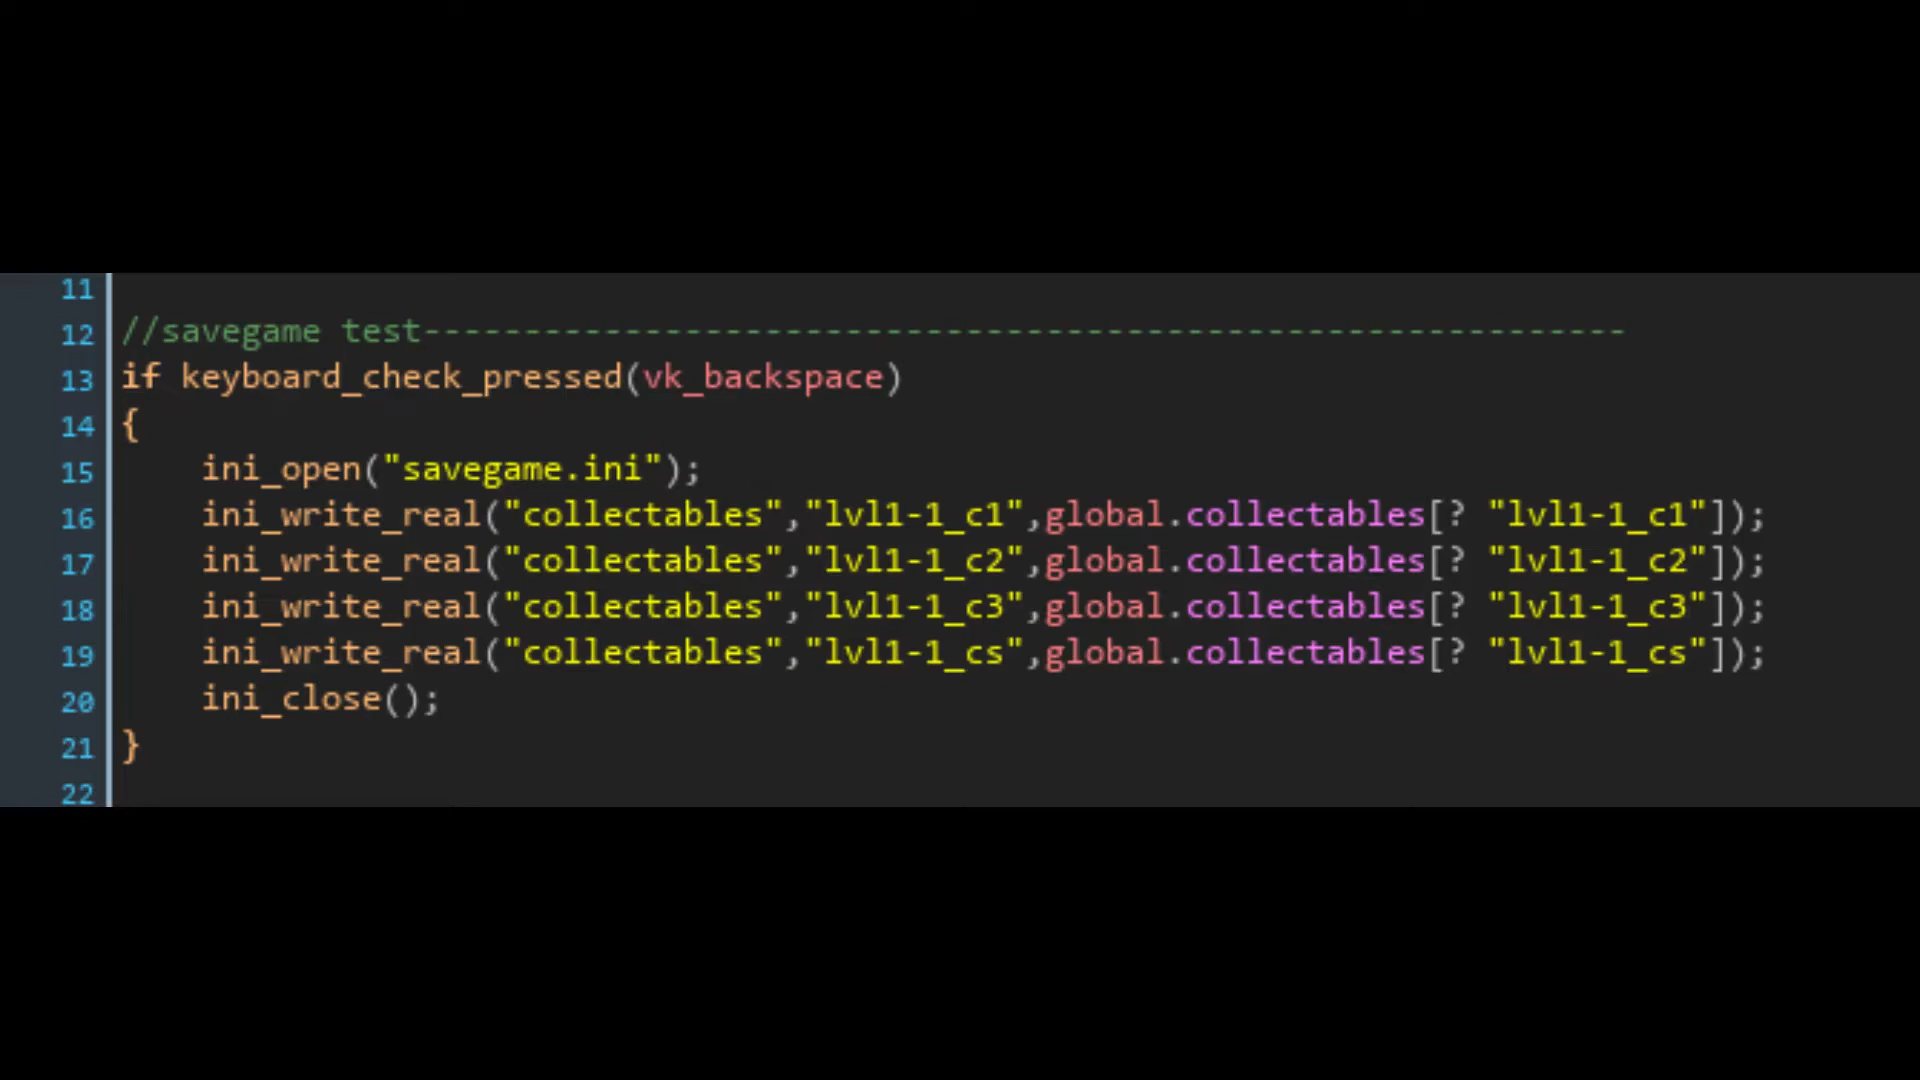 11
12 //savegame test------------------------------------------------------------
13 if keyboard_check_pressed(vk_backspace)
14 {
15     ini_open("savegame.ini");
16     ini_write_real("collectables","lvl1-1_c1",global.collectables[? "lvl1-1_c1"]);
17     ini_write_real("collectables","lvl1-1_c2",global.collectables[? "lvl1-1_c2"]);
18     ini_write_real("collectables","lvl1-1_c3",global.collectables[? "lvl1-1_c3"]);
19     ini_write_real("collectables","lvl1-1_cs",global.collectables[? "lvl1-1_cs"]);
20     ini_close();
21 }
22